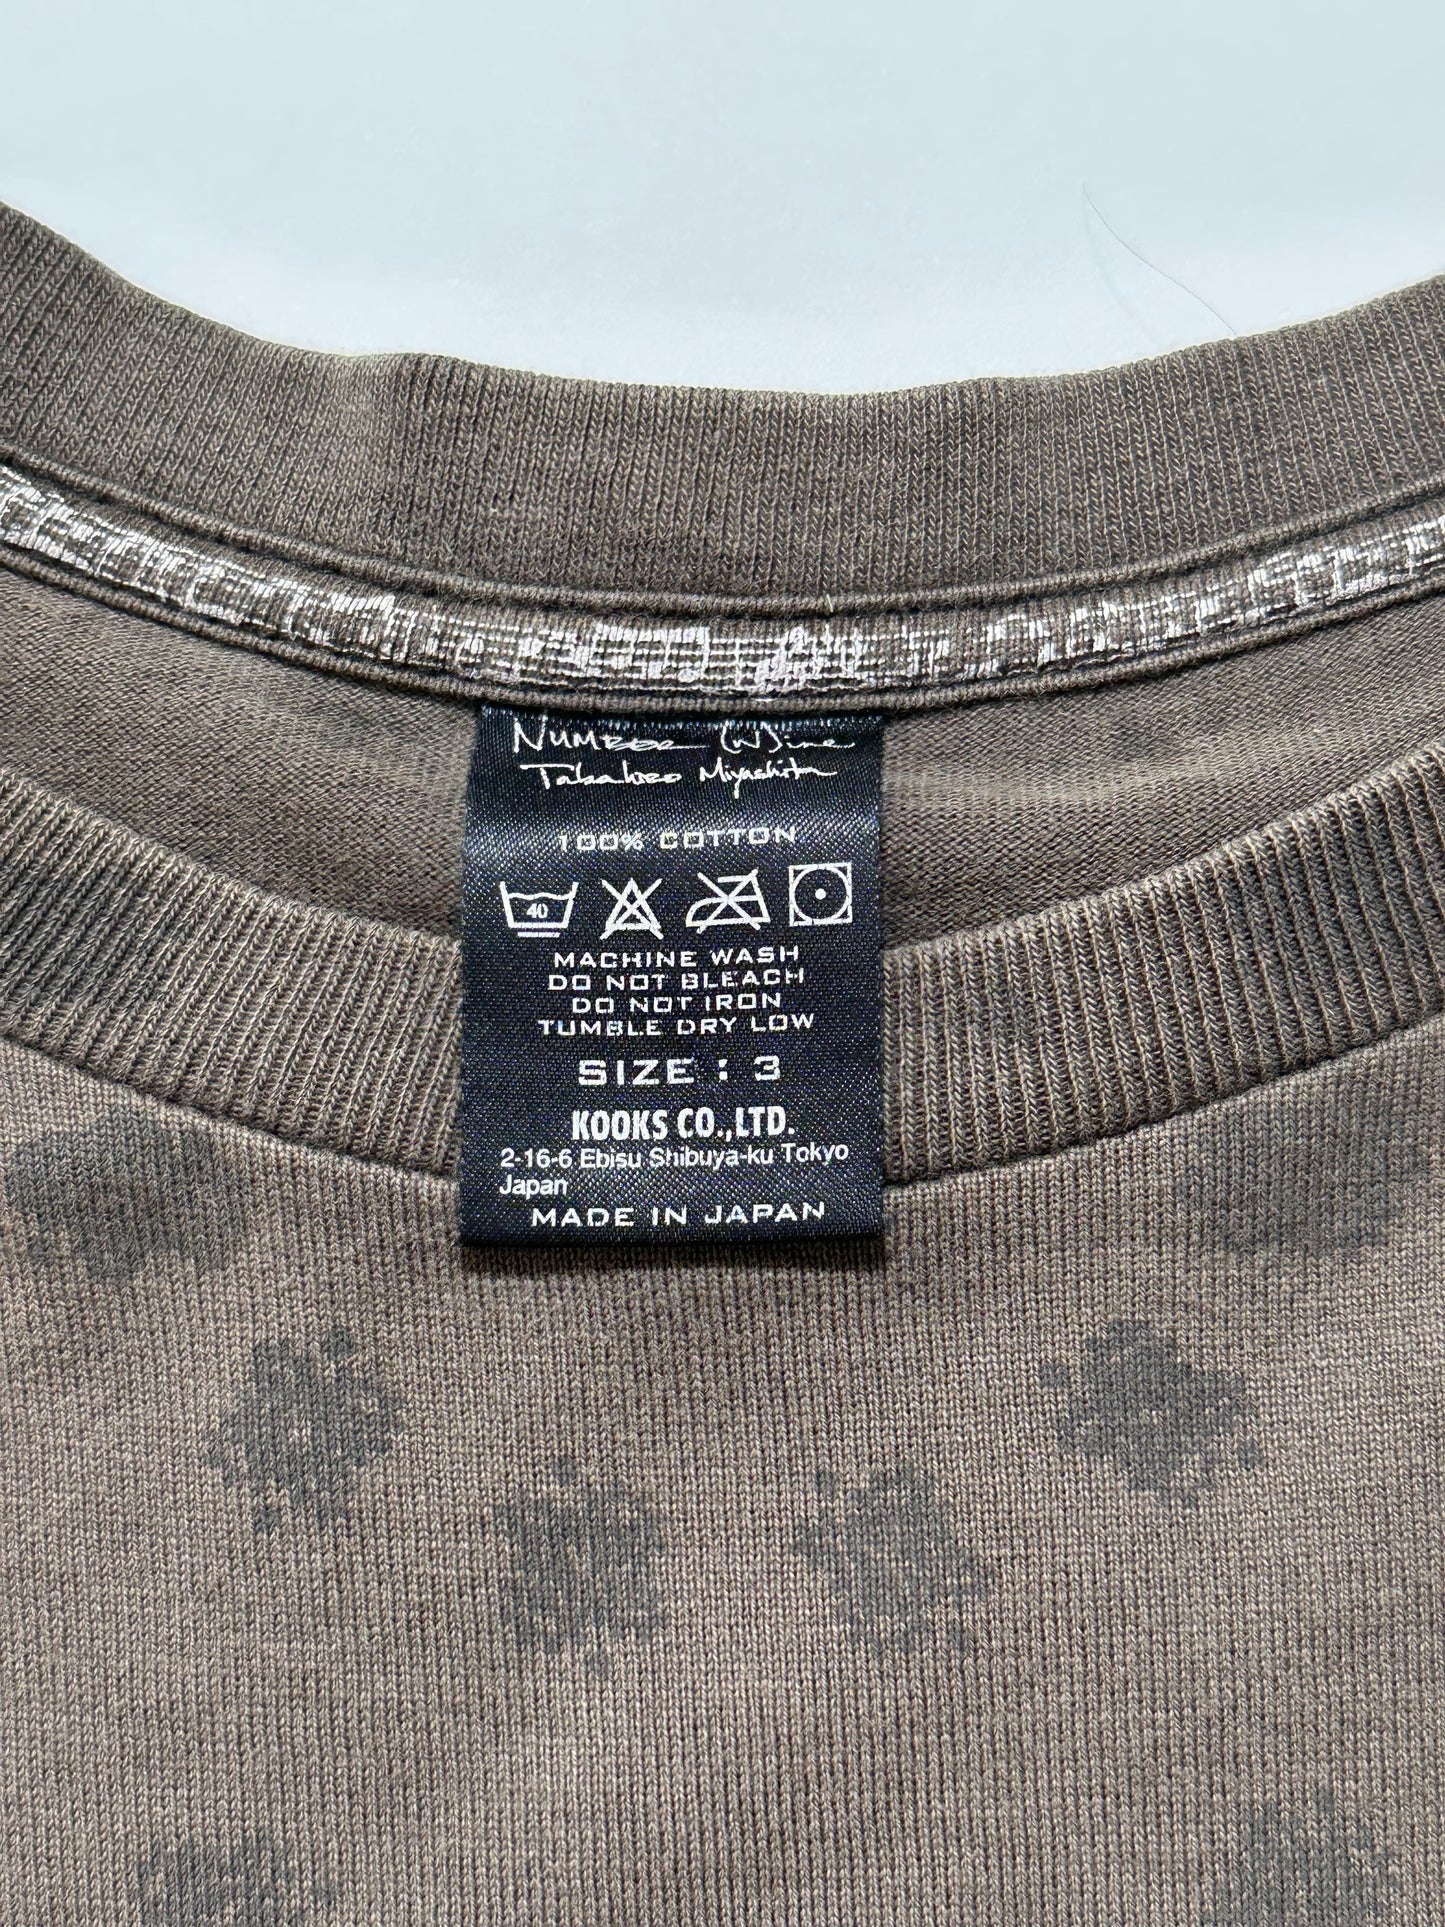 NUMBER (N)ine
Takahiro Miyashita
100% COTTON
40
MACHINE WASH
DO NOT BLEACH
DO NOT IRON
TUMBLE DRY LOW
SIZE : 3
KOOKS CO.,LTD.
2-16-6 Ebisu Shibuya-ku Tokyo
Japan
MADE IN JAPAN